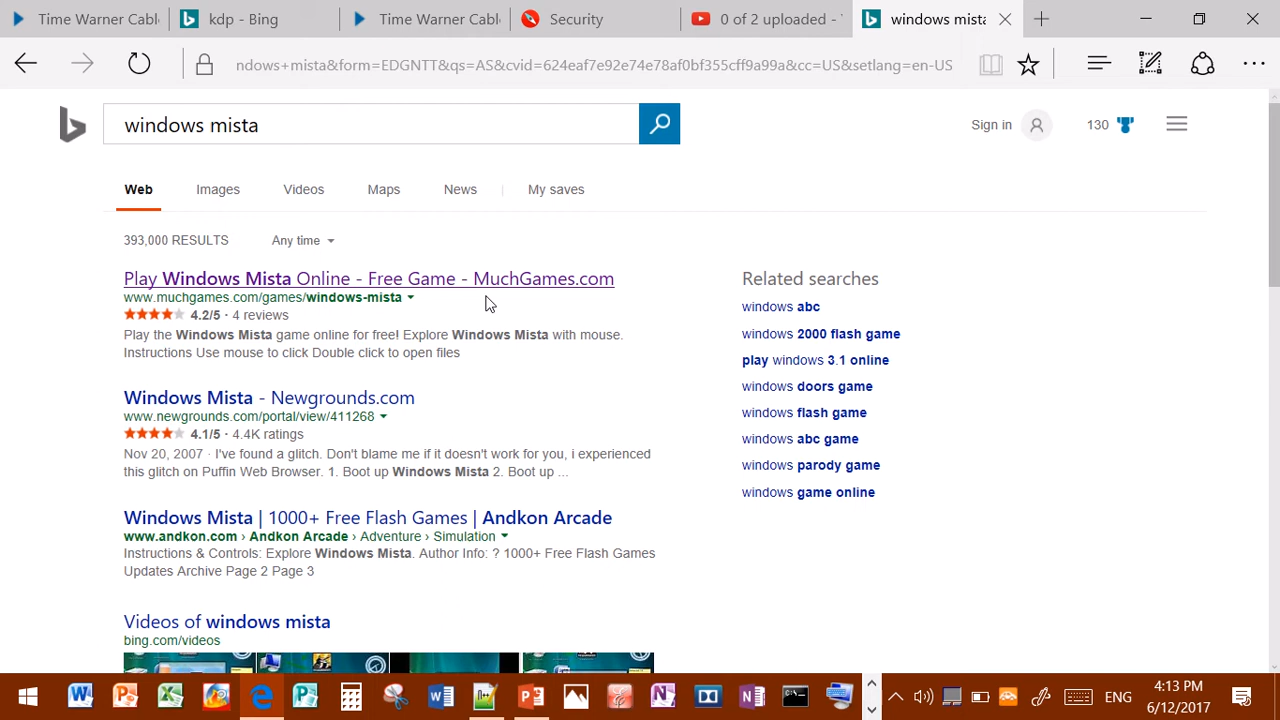 Time Warner Cabl
kdp - Bing
Time Warner Cabl
Security
0 of 2 uploaded -
windows mista
ndows+mista&form=EDGNTT&qs=AS&cvid=624eaf7e92e74e78af0bf355cff9a99a&cc=US&setlang=en-US
windows mista
Sign in
130
Web
Images
Videos
Maps
News
My saves
393,000 RESULTS
Any time
Play Windows Mista Online - Free Game - MuchGames.com
www.muchgames.com/games/windows-mista
4.2/5 · 4 reviews
Play the Windows Mista game online for free! Explore Windows Mista with mouse.
Instructions Use mouse to click Double click to open files
Windows Mista - Newgrounds.com
www.newgrounds.com/portal/view/411268
4.1/5 · 4.4K ratings
Nov 20, 2007 · I've found a glitch. Don't blame me if it doesn't work for you, i experienced
this glitch on Puffin Web Browser. 1. Boot up Windows Mista 2. Boot up ...
Windows Mista | 1000+ Free Flash Games | Andkon Arcade
www.andkon.com › Andkon Arcade › Adventure › Simulation
Instructions & Controls: Explore Windows Mista. Author Info: ? 1000+ Free Flash Games
Updates Archive Page 2 Page 3
Videos of windows mista
bing.com/videos
Related searches
windows abc
windows 2000 flash game
play windows 3.1 online
windows doors game
windows flash game
windows abc game
windows parody game
windows game online
ENG
4:13 PM
6/12/2017